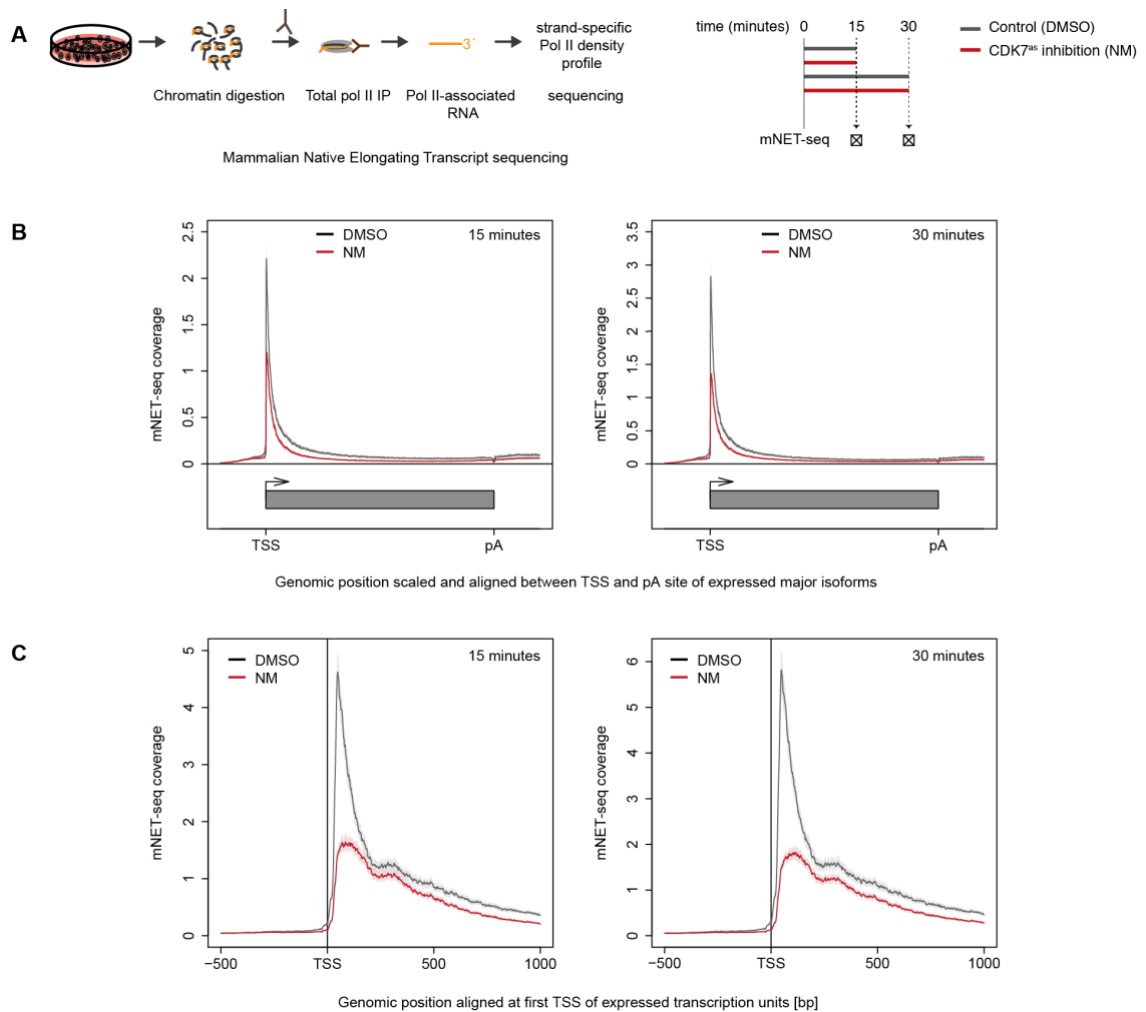 A
3´
strand-specific
Pol II density
profile
Chromatin digestion
Total pol II IP
Pol II-associated
RNA
sequencing
Mammalian Native Elongating Transcript sequencing
time (minutes) 0 15 30
mNET-seq
Control (DMSO)
CDK7as inhibition (NM)
B
mNET-seq coverage
2.5
2
1.5
1
0.5
0
DMSO
NM
15 minutes
TSS pA
mNET-seq coverage
3.5
3
2.5
2
1.5
1
0.5
0
DMSO
NM
30 minutes
TSS pA
Genomic position scaled and aligned between TSS and pA site of expressed major isoforms
C
mNET-seq coverage
5
4
3
2
1
0
DMSO
NM
15 minutes
−500 TSS 500 1000
mNET-seq coverage
6
5
4
3
2
1
0
DMSO
NM
30 minutes
−500 TSS 500 1000
Genomic position aligned at first TSS of expressed transcription units [bp]